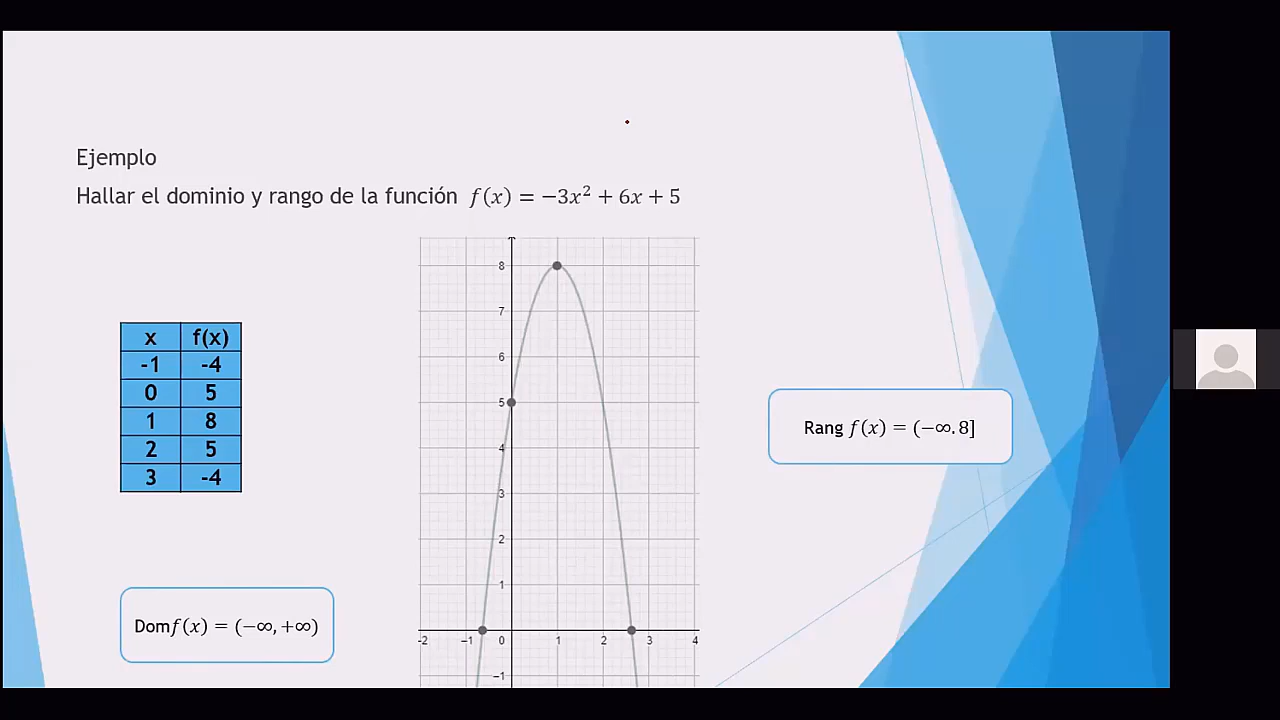 Ejemplo
Hallar el dominio y rango de la función f(x) = −3x² + 6x + 5
x f(x)
-1 -4
0 5
1 8
2 5
3 -4
8
7
6
5
4
3
2
1
-2 -1 0 1 2 3 4
-1
Rang f(x) = (−∞. 8]
Domf(x) = (−∞, +∞)